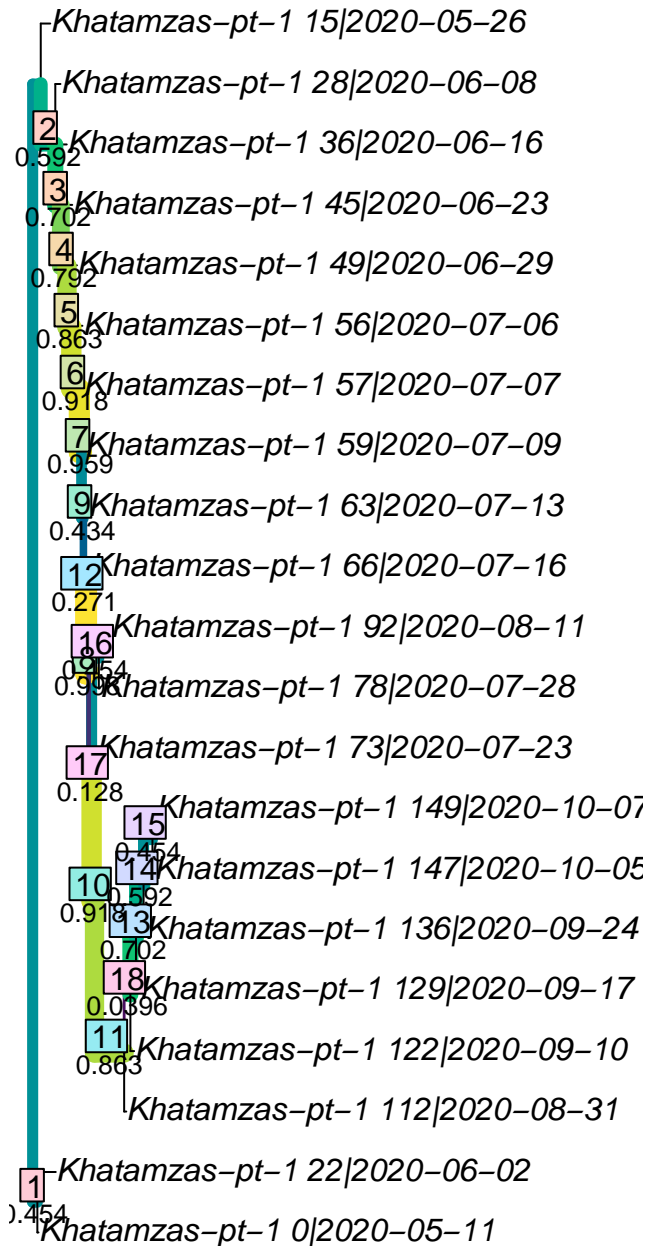 Khatamzas−pt−1 15|2020−05−26
Khatamzas−pt−1 28|2020−06−08
2
Khatamzas−pt−1 36|2020−06−16
0.592
3
Khatamzas−pt−1 45|2020−06−23
0.702
4
Khatamzas−pt−1 49|2020−06−29
0.792
5
Khatamzas−pt−1 56|2020−07−06
0.863
6
Khatamzas−pt−1 57|2020−07−07
0.918
7
Khatamzas−pt−1 59|2020−07−09
0.959
9
Khatamzas−pt−1 63|2020−07−13
0.434
12
Khatamzas−pt−1 66|2020−07−16
0.271
Khatamzas−pt−1 92|2020−08−11
16
8
0.454
Khatamzas−pt−1 78|2020−07−28
Khatamzas−pt−1 73|2020−07−23
17
0.128
Khatamzas−pt−1 149|2020−10−07
15
0.454
14
Khatamzas−pt−1 147|2020−10−05
10
0.592
0.918
13
Khatamzas−pt−1 136|2020−09−24
0.702
18
Khatamzas−pt−1 129|2020−09−17
0.0396
11
Khatamzas−pt−1 122|2020−09−10
0.863
Khatamzas−pt−1 112|2020−08−31
1
Khatamzas−pt−1 22|2020−06−02
0.454
Khatamzas−pt−1 0|2020−05−11